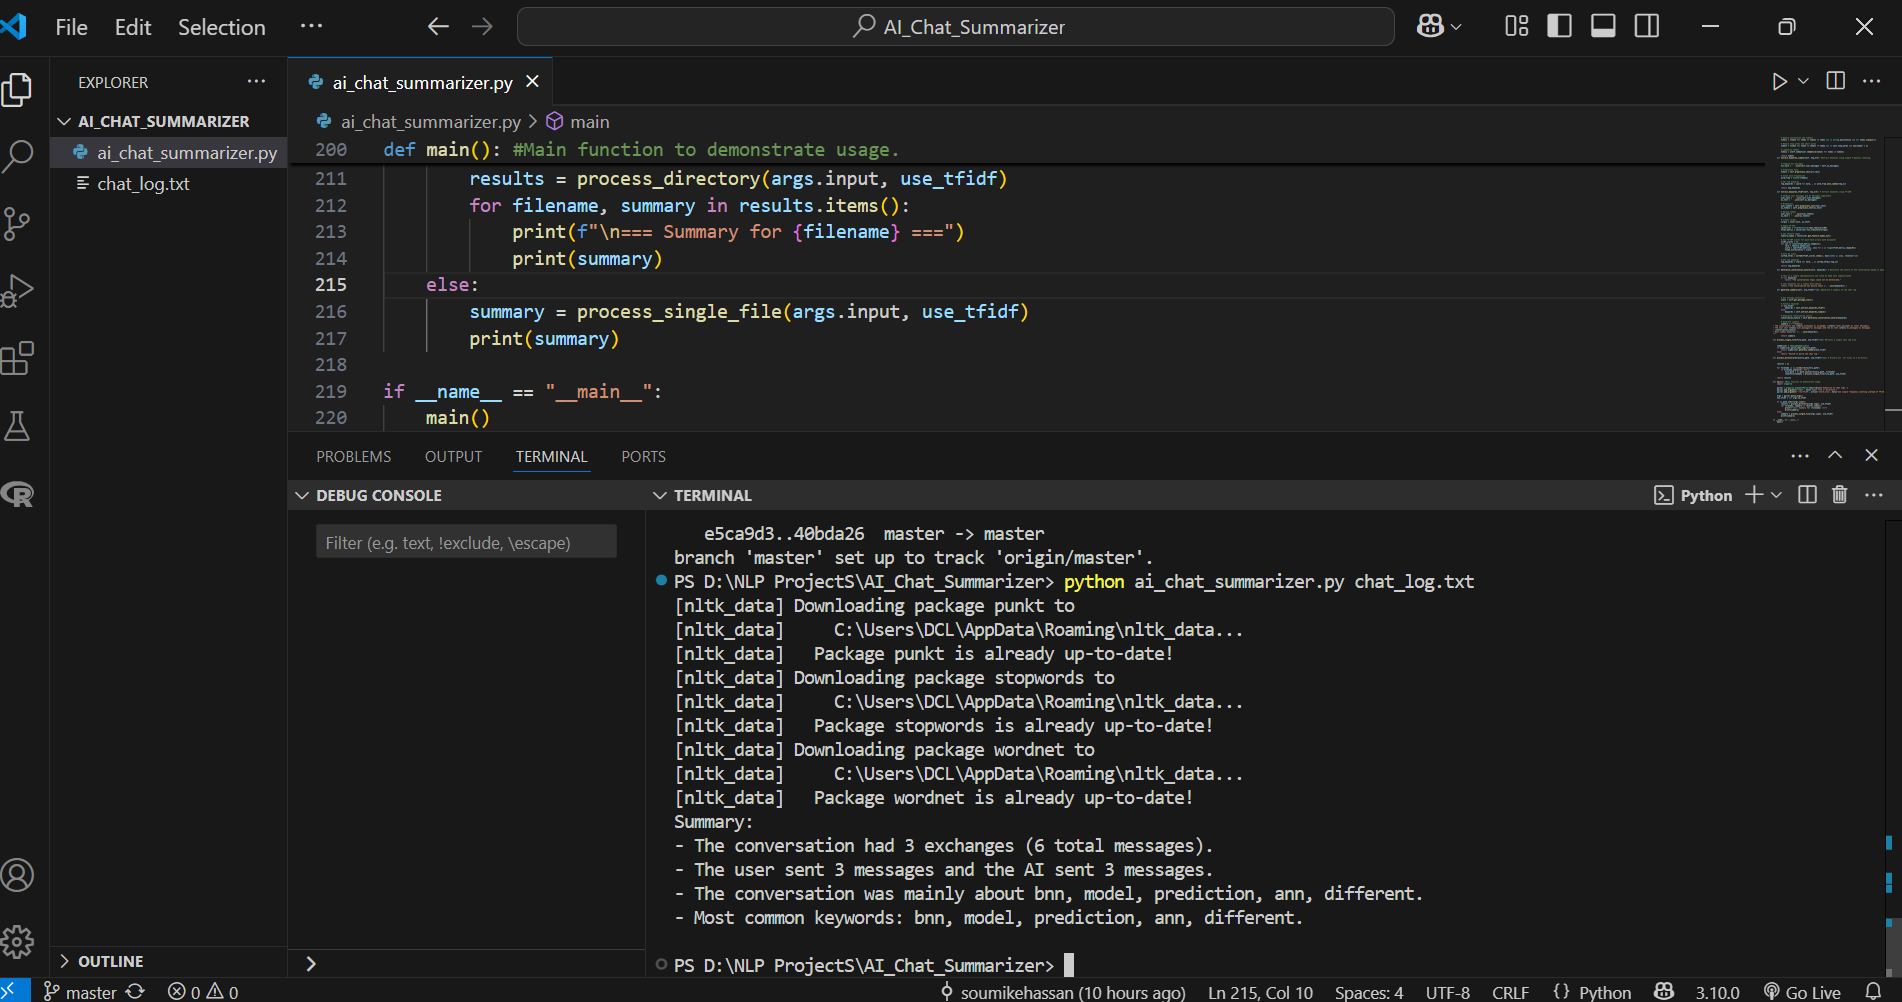 File Edit Selection ··· AI_Chat_Summarizer
EXPLORER ···
AI_CHAT_SUMMARIZER
ai_chat_summarizer.py
chat_log.txt
OUTLINE
ai_chat_summarizer.py
ai_chat_summarizer.py > main
200 def main(): #Main function to demonstrate usage.
211 results = process_directory(args.input, use_tfidf)
212 for filename, summary in results.items():
213 print(f"\n=== Summary for {filename} ===")
214 print(summary)
215 else:
216 summary = process_single_file(args.input, use_tfidf)
217 print(summary)
218
219 if __name__ == "__main__":
220 main()
PROBLEMS OUTPUT TERMINAL PORTS
DEBUG CONSOLE
Filter (e.g. text, !exclude, \escape)
TERMINAL Python
e5ca9d3..40bda26 master -> master
branch 'master' set up to track 'origin/master'.
PS D:\NLP ProjectS\AI_Chat_Summarizer> python ai_chat_summarizer.py chat_log.txt
[nltk_data] Downloading package punkt to
[nltk_data] C:\Users\DCL\AppData\Roaming\nltk_data...
[nltk_data] Package punkt is already up-to-date!
[nltk_data] Downloading package stopwords to
[nltk_data] C:\Users\DCL\AppData\Roaming\nltk_data...
[nltk_data] Package stopwords is already up-to-date!
[nltk_data] Downloading package wordnet to
[nltk_data] C:\Users\DCL\AppData\Roaming\nltk_data...
[nltk_data] Package wordnet is already up-to-date!
Summary:
- The conversation had 3 exchanges (6 total messages).
- The user sent 3 messages and the AI sent 3 messages.
- The conversation was mainly about bnn, model, prediction, ann, different.
- Most common keywords: bnn, model, prediction, ann, different.
PS D:\NLP ProjectS\AI_Chat_Summarizer>
master 0 0 soumikehassan (10 hours ago) Ln 215, Col 10 Spaces: 4 UTF-8 CRLF {} Python 3.10.0 Go Live